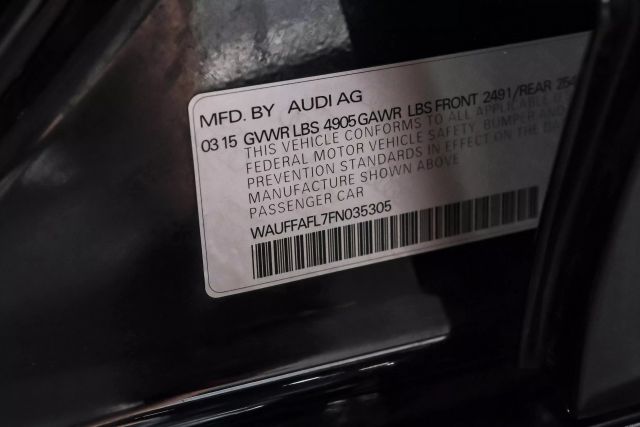 MFD. BY AUDI AG
03 15 GVWR LBS 4905 GAWR LBS FRONT 2491/REAR 254
THIS VEHICLE CONFORMS TO ALL APPLICABLE
FEDERAL MOTOR VEHICLE SAFETY, BUMPER AND
PREVENTION STANDARDS IN EFFECT ON THE DA
MANUFACTURE SHOWN ABOVE
PASSENGER CAR
WAUFFAFL7FN035305